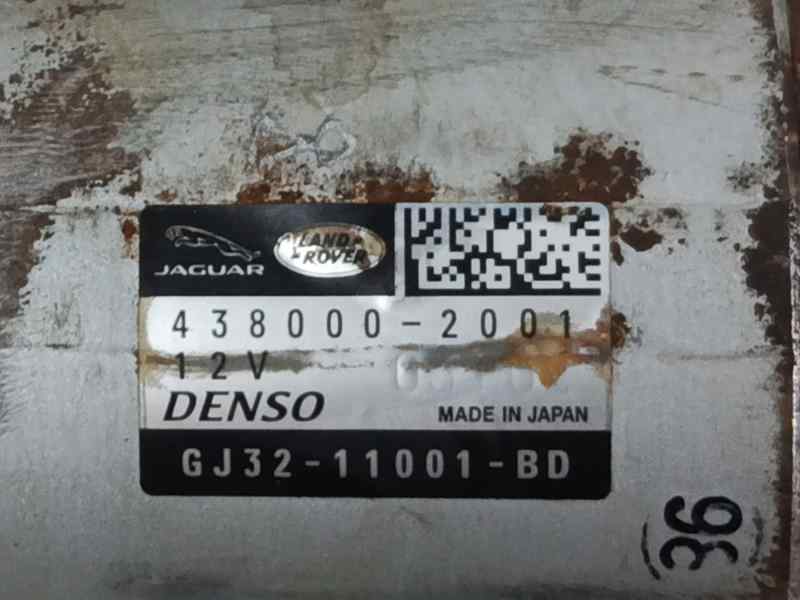 JAGUAR
LAND ROVER
438000-2001
12V
DENSO
MADE IN JAPAN
GJ32-11001-BD
(36)